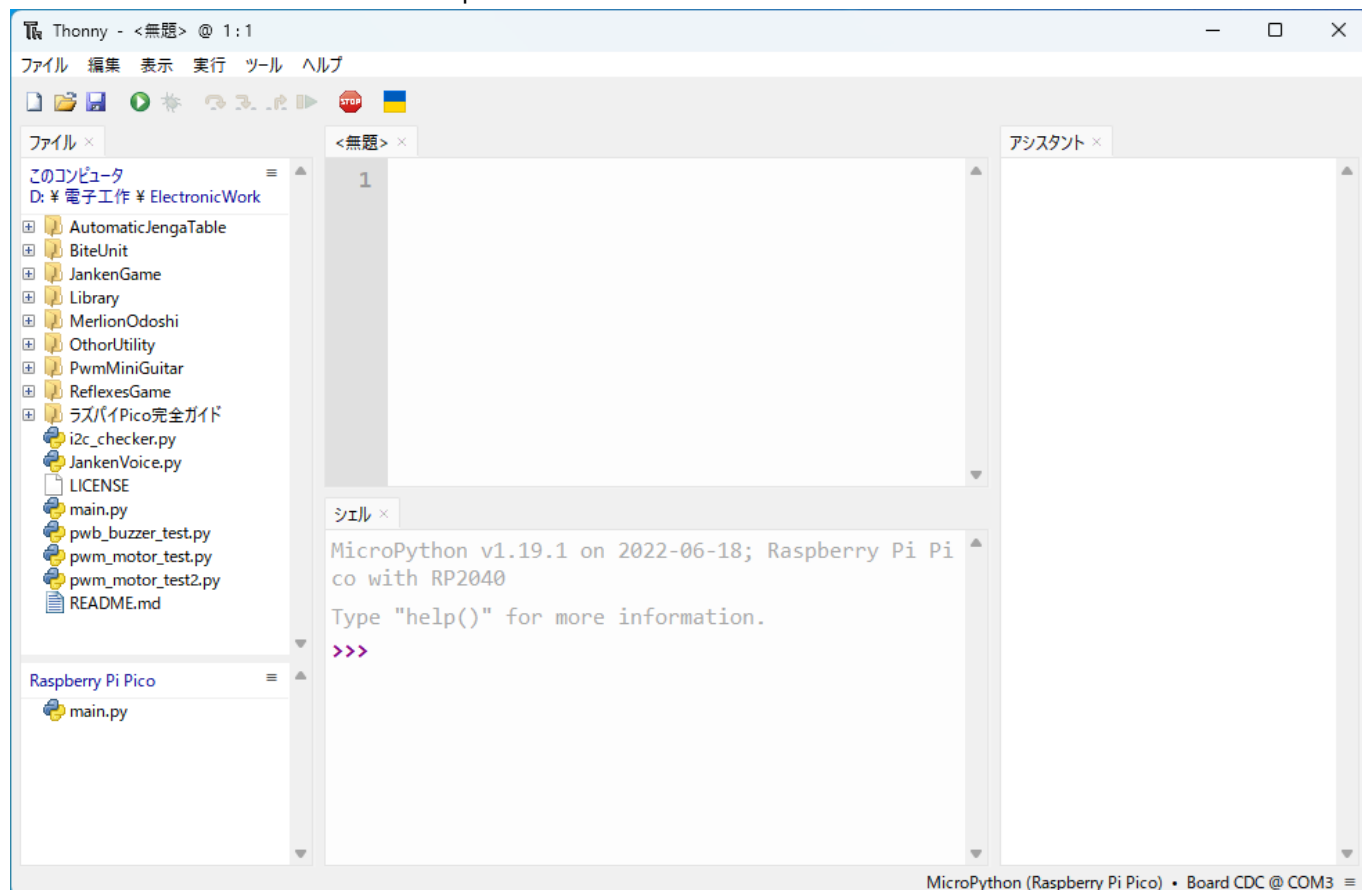 Thonny - <無題> @ 1:1
ファイル 編集 表示 実行 ツール ヘルプ
STOP
ファイル
このコンピュータ
D: ¥ 電子工作 ¥ ElectronicWork
AutomaticJengaTable
BiteUnit
JankenGame
Library
MerlionOdoshi
OthorUtility
PwmMiniGuitar
ReflexesGame
ラズパイPico完全ガイド
i2c_checker.py
JankenVoice.py
LICENSE
main.py
pwb_buzzer_test.py
pwm_motor_test.py
pwm_motor_test2.py
README.md
Raspberry Pi Pico
main.py
<無題>
1
シェル
MicroPython v1.19.1 on 2022-06-18; Raspberry Pi Pi
co with RP2040
Type "help()" for more information.
>>>
アシスタント
MicroPython (Raspberry Pi Pico) • Board CDC @ COM3 ≡